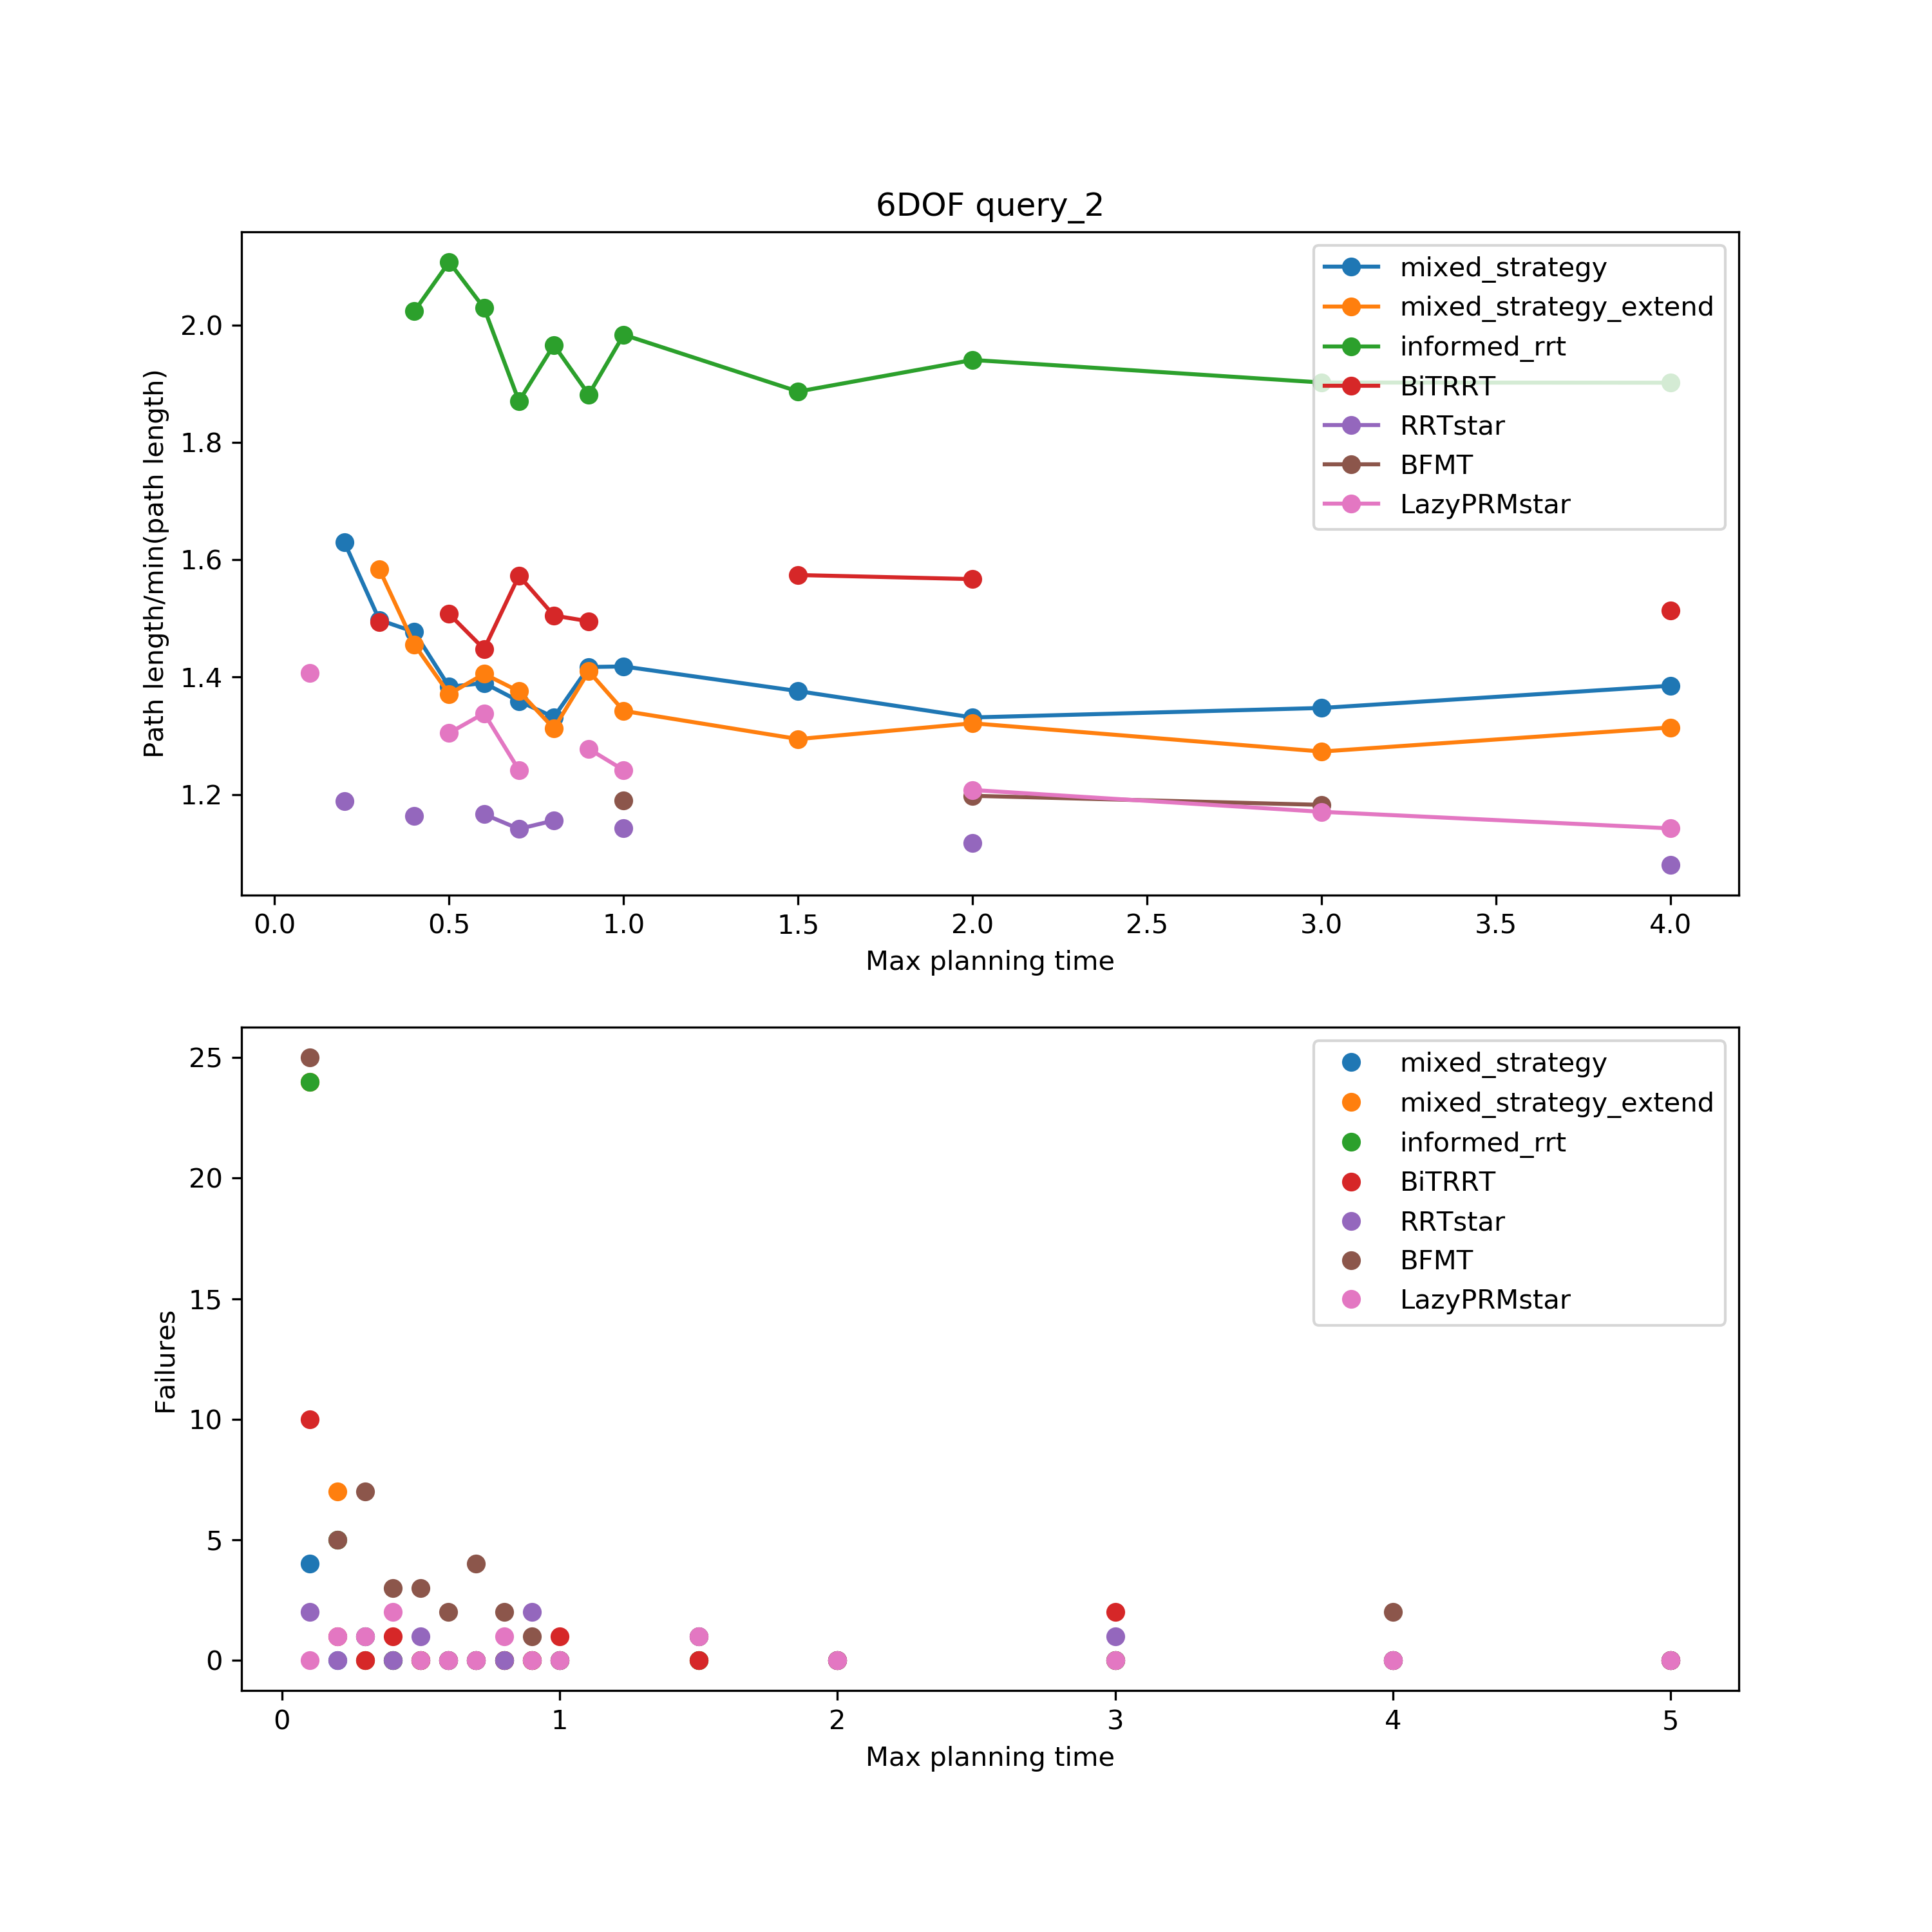 6DOF query_2
Path length/min(path length)
2.0
1.8
1.6
1.4
1.2
mixed_strategy
mixed_strategy_extend
informed_rrt
BiTRRT
RRTstar
BFMT
LazyPRMstar
0.0 0.5 1.0 1.5 2.0 2.5 3.0 3.5 4.0
Max planning time
Failures
25
20
15
10
5
0
mixed_strategy
mixed_strategy_extend
informed_rrt
BiTRRT
RRTstar
BFMT
LazyPRMstar
0 1 2 3 4 5
Max planning time